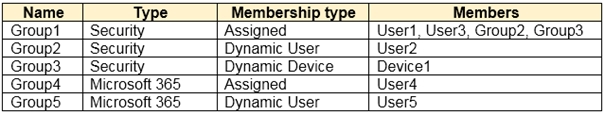 Name Type Membership type Members
Group1 Security Assigned User1, User3, Group2, Group3
Group2 Security Dynamic User User2
Group3 Security Dynamic Device Device1
Group4 Microsoft 365 Assigned User4
Group5 Microsoft 365 Dynamic User User5